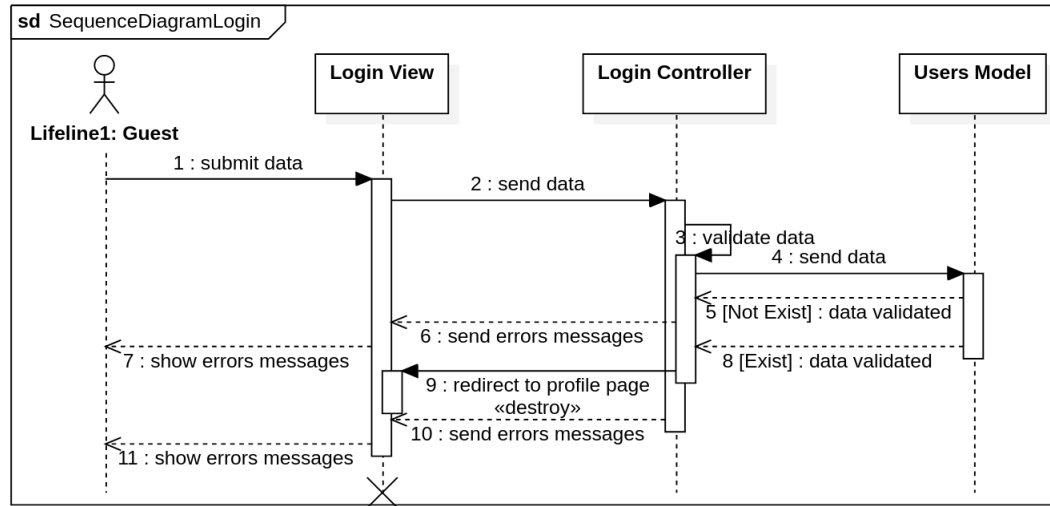 sd SequenceDiagramLogin
Login View
Login Controller
Users Model
Lifeline1: Guest
1 : submit data
2 : send data
3 : validate data
4 : send data
5 [Not Exist] : data validated
6 : send errors messages
7 : show errors messages
8 [Exist] : data validated
9 : redirect to profile page
«destroy»
10 : send errors messages
11 : show errors messages